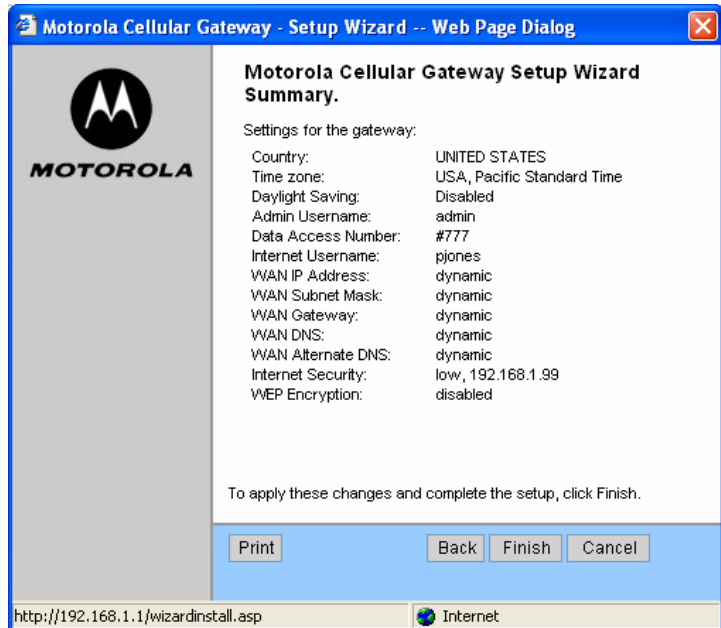 Motorola Cellular Gateway - Setup Wizard -- Web Page Dialog
MOTOROLA
Motorola Cellular Gateway Setup Wizard
Summary.
Settings for the gateway:
Country: UNITED STATES
Time zone: USA, Pacific Standard Time
Daylight Saving: Disabled
Admin Username: admin
Data Access Number: #777
Internet Username: pjones
WAN IP Address: dynamic
WAN Subnet Mask: dynamic
WAN Gateway: dynamic
WAN DNS: dynamic
WAN Alternate DNS: dynamic
Internet Security: low, 192.168.1.99
WEP Encryption: disabled
To apply these changes and complete the setup, click Finish.
Print Back Finish Cancel
http://192.168.1.1/wizardinstall.asp Internet